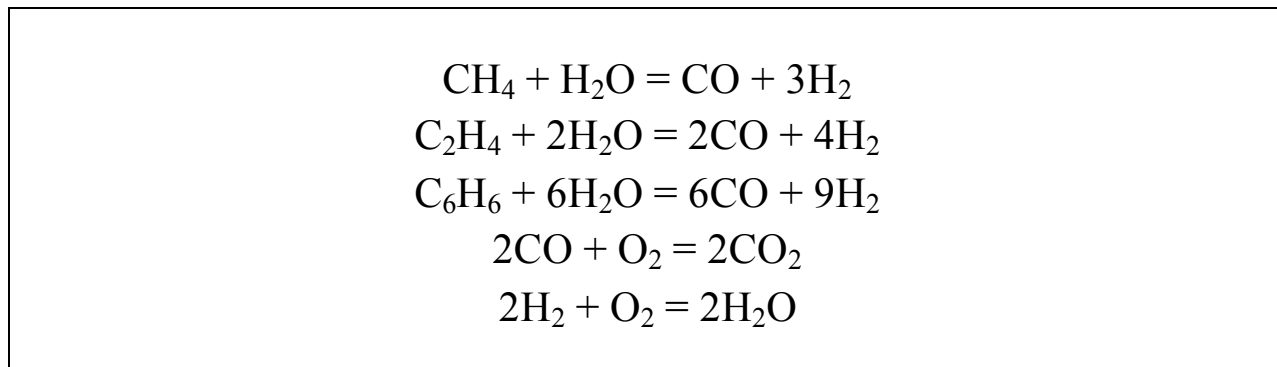 CH₄ + H₂O = CO + 3H₂
C₂H₄ + 2H₂O = 2CO + 4H₂
C₆H₆ + 6H₂O = 6CO + 9H₂
2CO + O₂ = 2CO₂
2H₂ + O₂ = 2H₂O